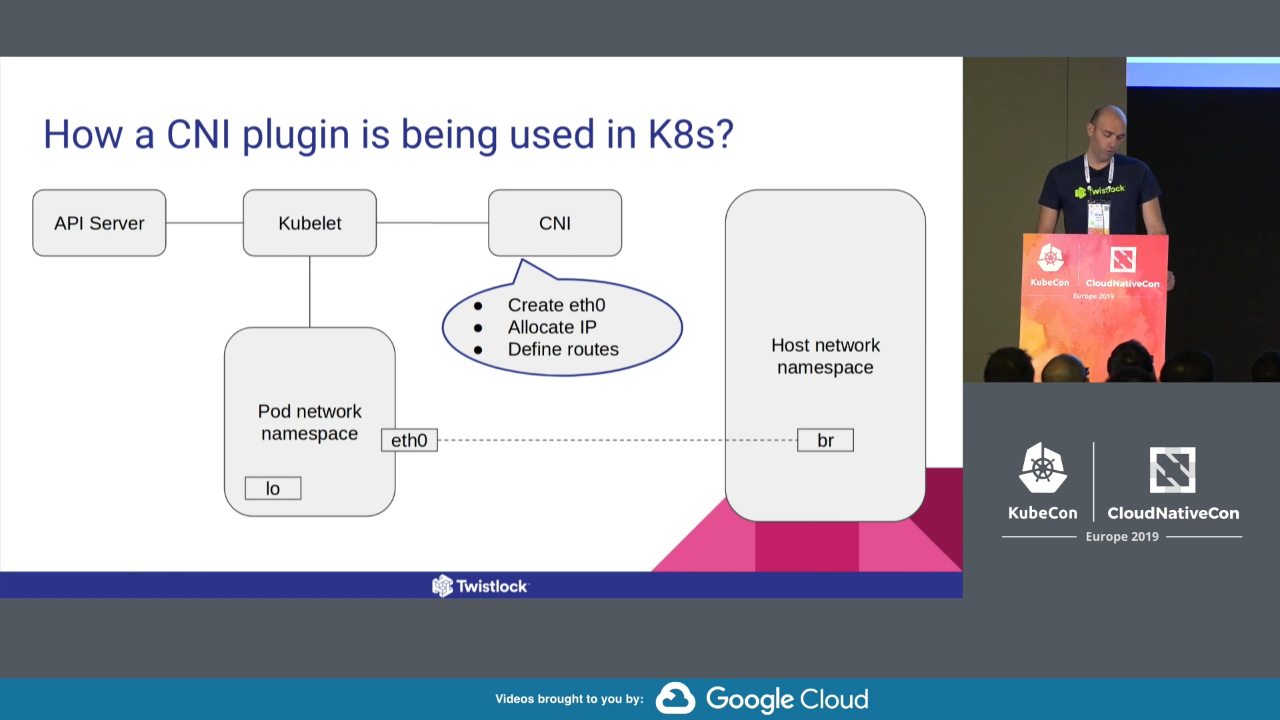 How a CNI plugin is being used in K8s?
API Server
Kubelet
CNI
Create eth0
Allocate IP
Define routes
Host network
namespace
Pod network
namespace
eth0
br
lo
Twistlock
Twistlock
KubeCon
CloudNativeCon
Europe 2019
KubeCon
CloudNativeCon
Europe 2019
Videos brought to you by:
Google Cloud